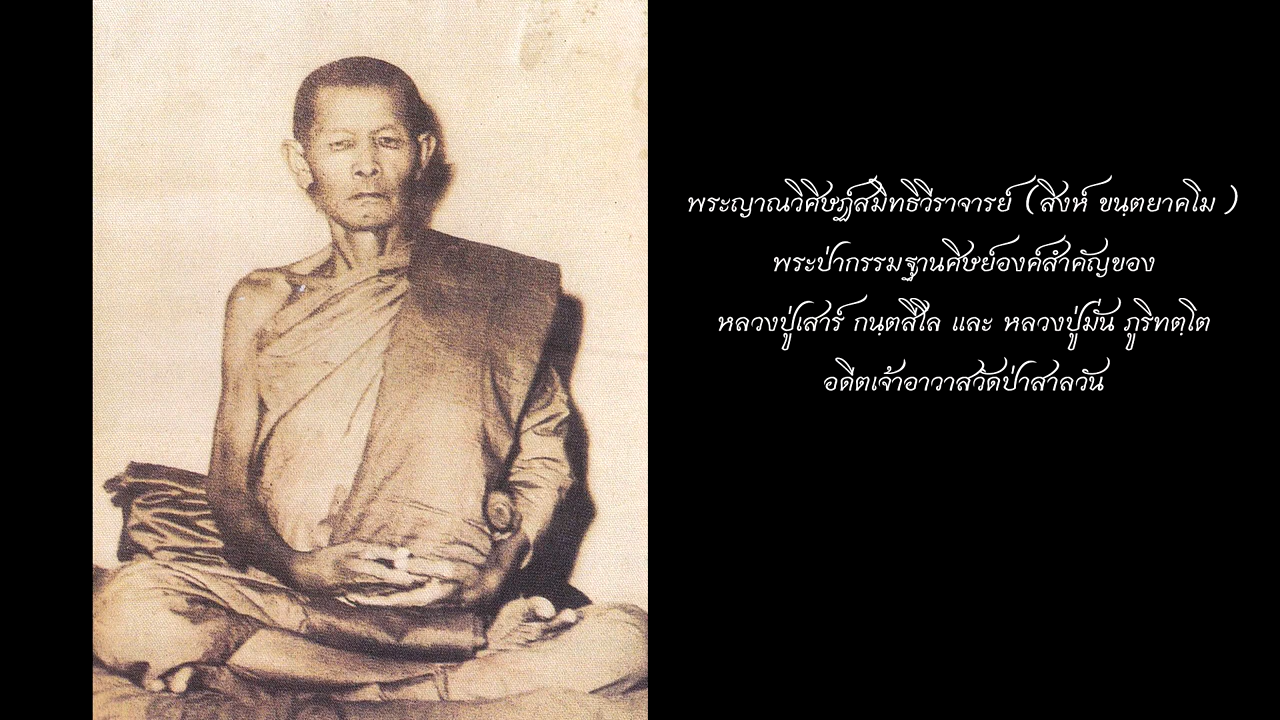 พระญาณวิศิษฏ์สมิทธิวีราจารย์ (สิงห์ ขนฺตยาคโม )
พระป่ากรรมฐานศิษย์องค์สำคัญของ
หลวงปู่เสาร์ กนฺตสีโล และ หลวงปู่มั่น ภูริทตฺโต
อดีตเจ้าอาวาสวัดป่าสาลวัน